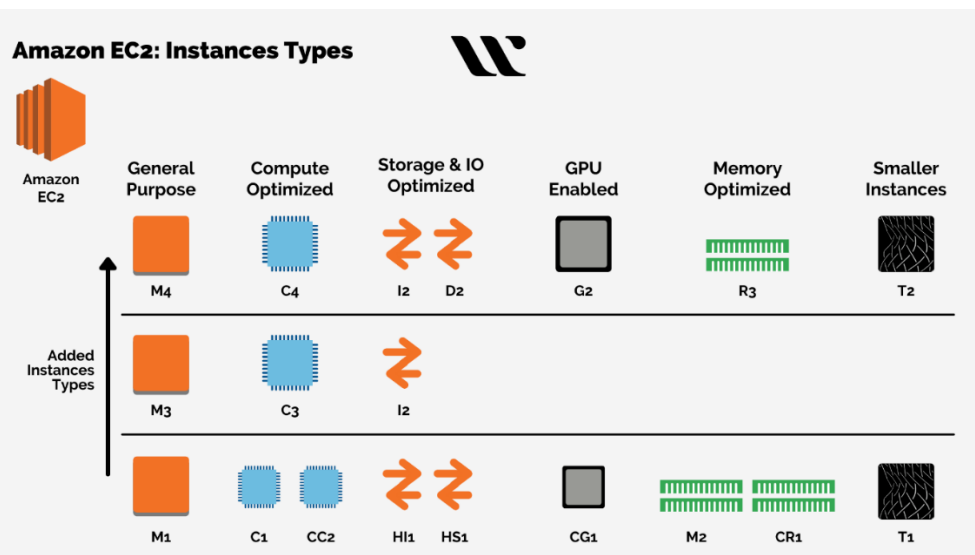 Amazon EC2: Instances Types
Amazon
EC2
General
Purpose
Compute
Optimized
Storage & IO
Optimized
GPU
Enabled
Memory
Optimized
Smaller
Instances
M4
C4
I2
D2
G2
R3
T2
Added
Instances
Types
M3
C3
I2
M1
C1
CC2
HI1
HS1
CG1
M2
CR1
T1